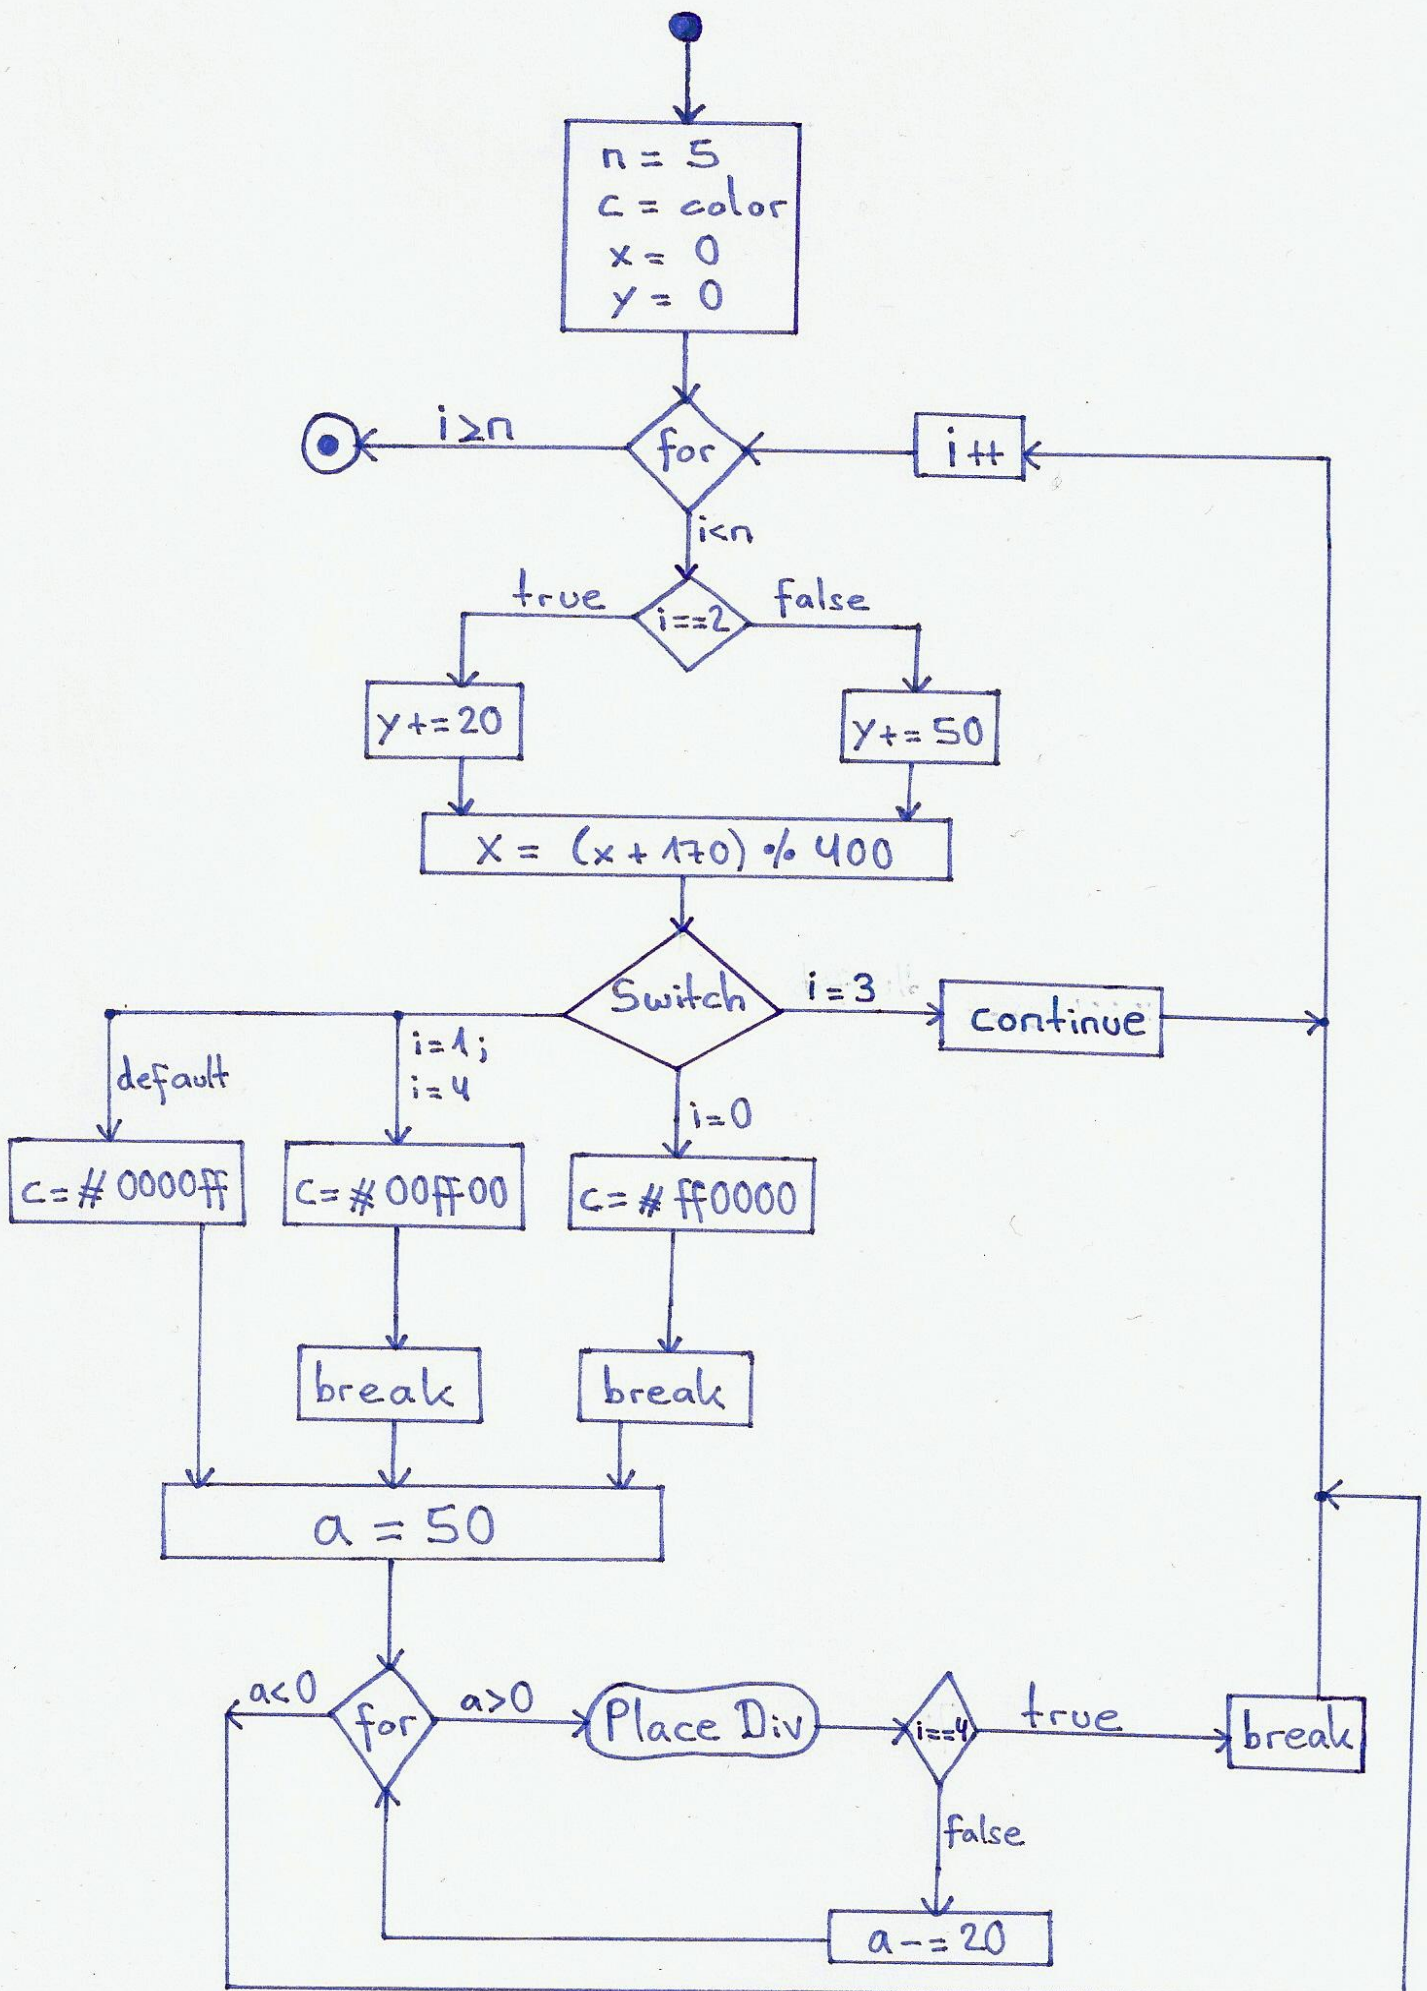 n = 5
c = color
x = 0
y = 0
i≥n
for
i++
i<n
true
i==2
false
y+=20
y+=50
x = (x+170) % 400
Switch
i=3
continue
i=1;
i=4
default
i=0
c=#0000ff
c=#00ff00
c=#ff0000
break
break
a = 50
a<0
for
a>0
Place Div
i==4
true
break
false
a-=20